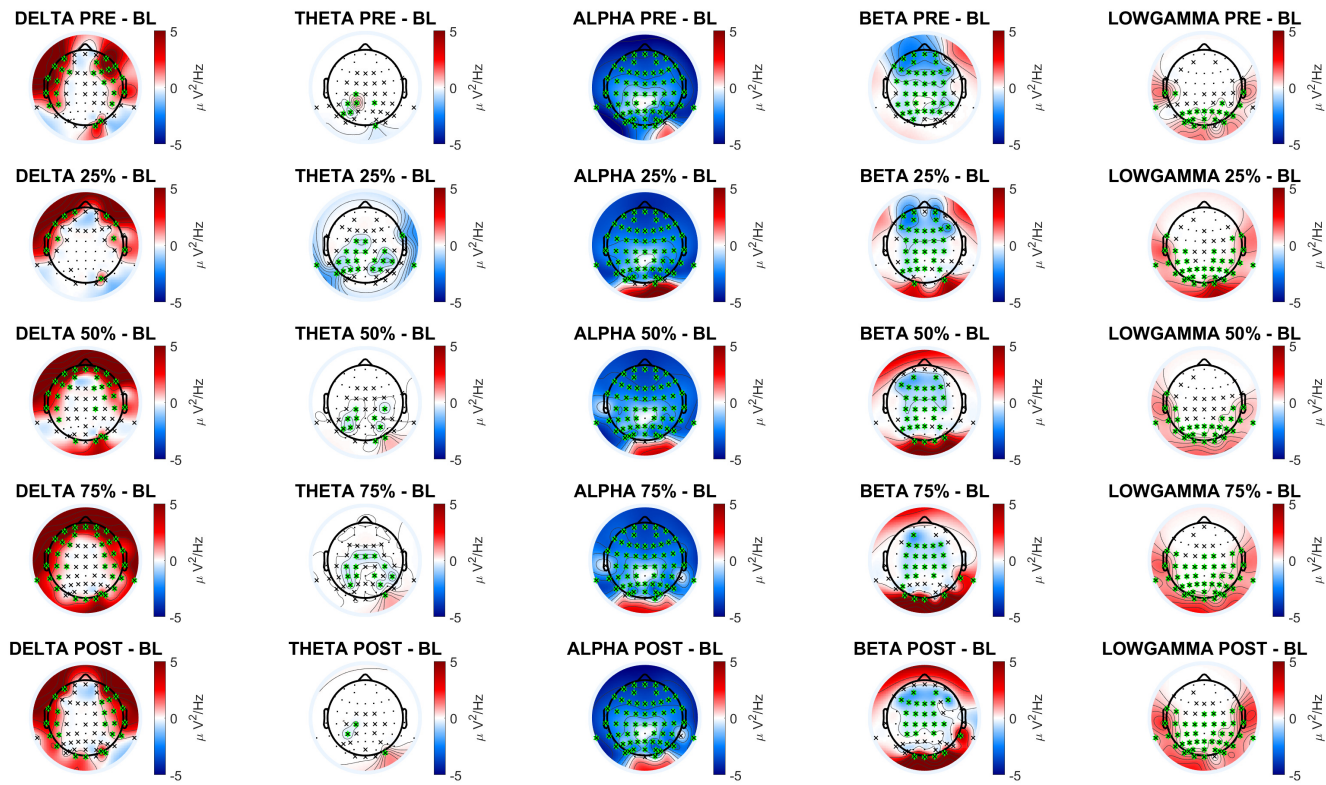 DELTA PRE - BL THETA PRE - BL ALPHA PRE - BL BETA PRE - BL LOWGAMMA PRE - BL
5 5 5 5 5
0 0 0 0 0
-5 -5 -5 -5 -5
μ V²/Hz μ V²/Hz μ V²/Hz μ V²/Hz μ V²/Hz
DELTA 25% - BL THETA 25% - BL ALPHA 25% - BL BETA 25% - BL LOWGAMMA 25% - BL
5 5 5 5 5
0 0 0 0 0
-5 -5 -5 -5 -5
μ V²/Hz μ V²/Hz μ V²/Hz μ V²/Hz μ V²/Hz
DELTA 50% - BL THETA 50% - BL ALPHA 50% - BL BETA 50% - BL LOWGAMMA 50% - BL
5 5 5 5 5
0 0 0 0 0
-5 -5 -5 -5 -5
μ V²/Hz μ V²/Hz μ V²/Hz μ V²/Hz μ V²/Hz
DELTA 75% - BL THETA 75% - BL ALPHA 75% - BL BETA 75% - BL LOWGAMMA 75% - BL
5 5 5 5 5
0 0 0 0 0
-5 -5 -5 -5 -5
μ V²/Hz μ V²/Hz μ V²/Hz μ V²/Hz μ V²/Hz
DELTA POST - BL THETA POST - BL ALPHA POST - BL BETA POST - BL LOWGAMMA POST - BL
5 5 5 5 5
0 0 0 0 0
-5 -5 -5 -5 -5
μ V²/Hz μ V²/Hz μ V²/Hz μ V²/Hz μ V²/Hz